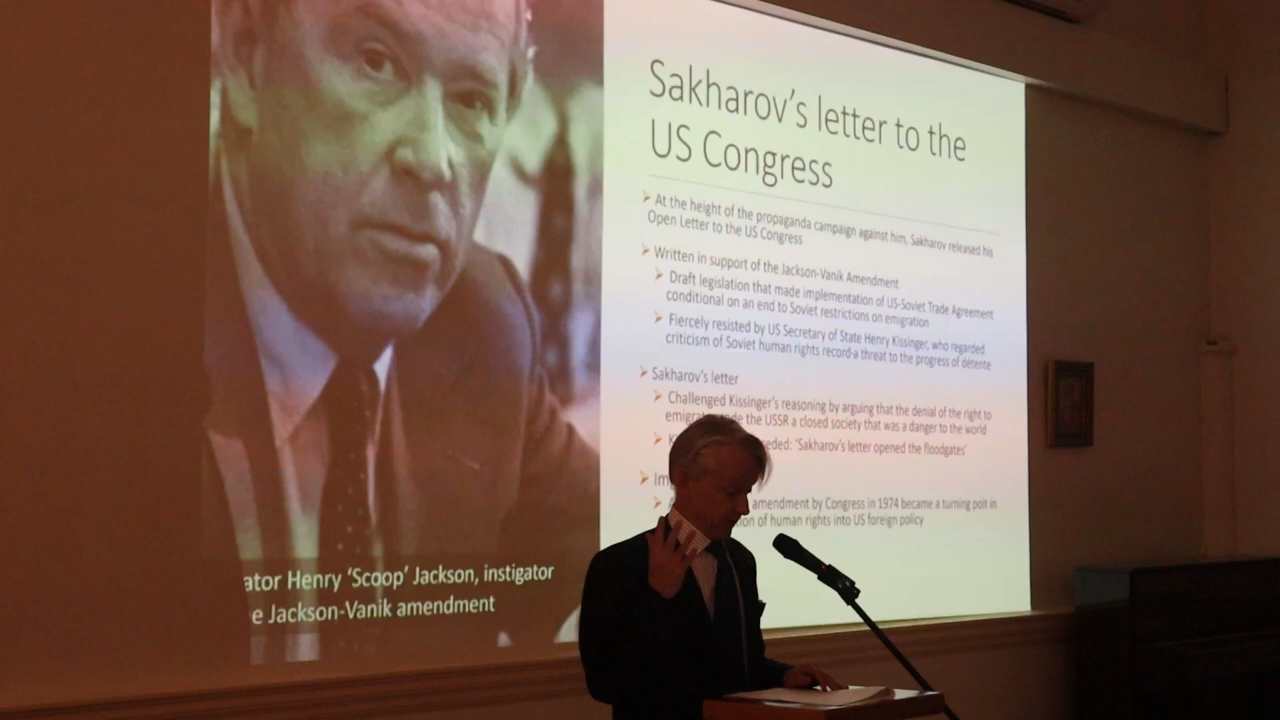 Sakharov's letter to the
US Congress
➤ At the height of the propaganda campaign against him, Sakharov released his
Open Letter to the US Congress
➤ Written in support of the Jackson-Vanik Amendment
➤ Draft legislation that made implementation of US-Soviet Trade Agreement
conditional on an end to Soviet restrictions on emigration
➤ Fiercely resisted by US Secretary of State Henry Kissinger, who regarded
criticism of Soviet human rights record a threat to the progress of détente
➤ Sakharov's letter
➤ Challenged Kissinger's reasoning by arguing that the denial of the right to
the USSR a closed society that was a danger to the world
➤ 'Sakharov's letter opened the floodgates'
➤
➤ amendment by Congress in 1974 became a turning poit in
of human rights into US foreign policy
Henry 'Scoop' Jackson, instigator
Jackson-Vanik amendment